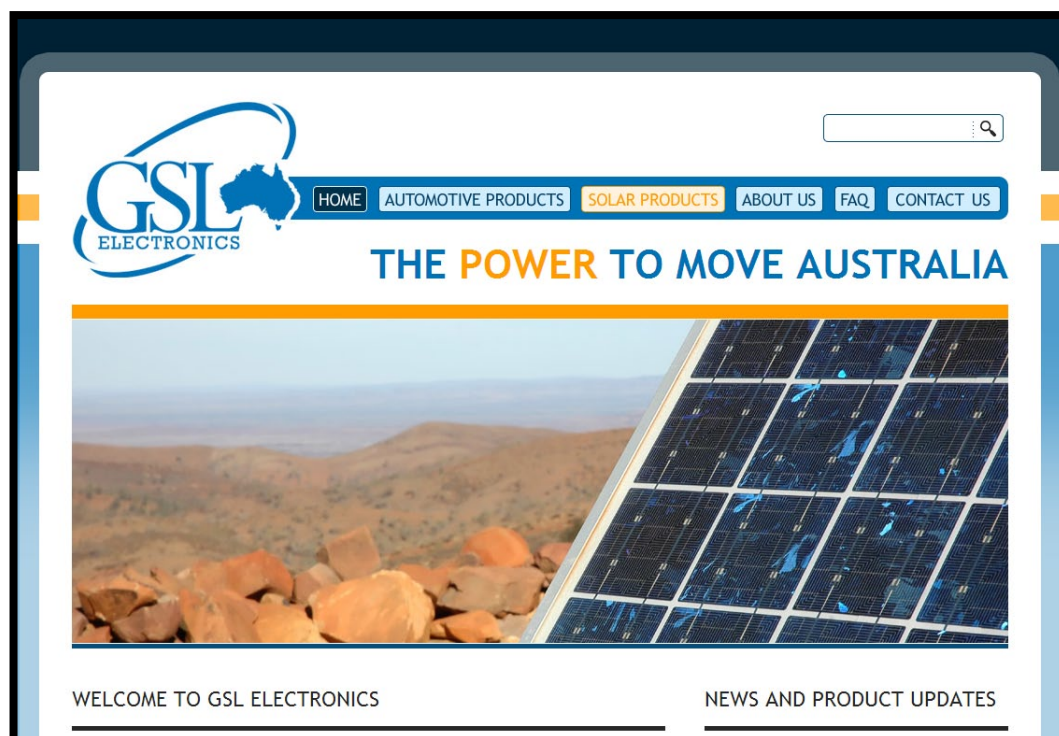 GSL
ELECTRONICS
HOME AUTOMOTIVE PRODUCTS SOLAR PRODUCTS ABOUT US FAQ CONTACT US
THE POWER TO MOVE AUSTRALIA
WELCOME TO GSL ELECTRONICS
NEWS AND PRODUCT UPDATES